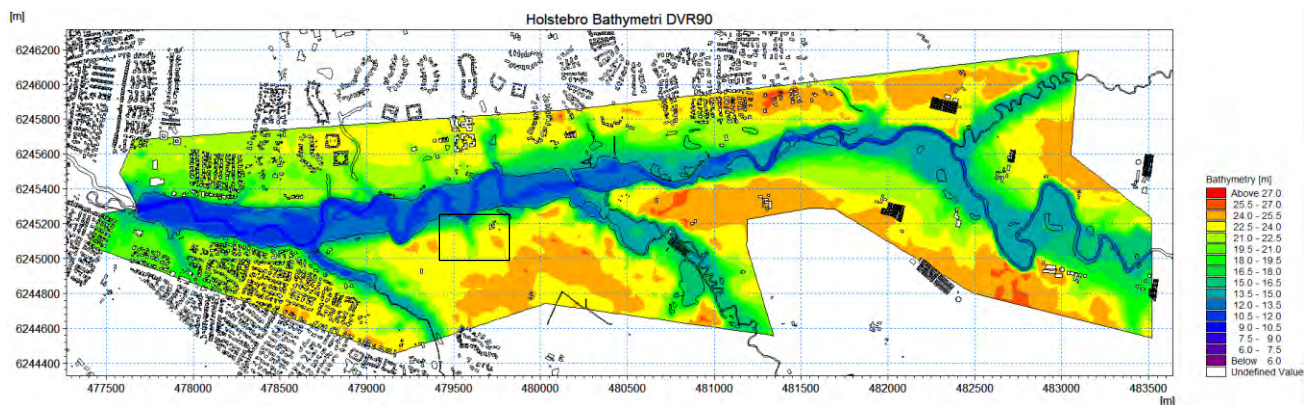 Holstebro Bathymetri DVR90
[m]
6246200
6246000
6245800
6245600
6245400
6245200
6245000
6244800
6244600
6244400
477500 478000 478500 479000 479500 480000 480500 481000 481500 482000 482500 483000 483500
[m]
Bathymetry [m]
Above 27.0
25.5 - 27.0
24.0 - 25.5
22.5 - 24.0
21.0 - 22.5
19.5 - 21.0
18.0 - 19.5
16.5 - 18.0
15.0 - 16.5
13.5 - 15.0
12.0 - 13.5
10.5 - 12.0
9.0 - 10.5
7.5 - 9.0
6.0 - 7.5
Below 6.0
Undefined Value